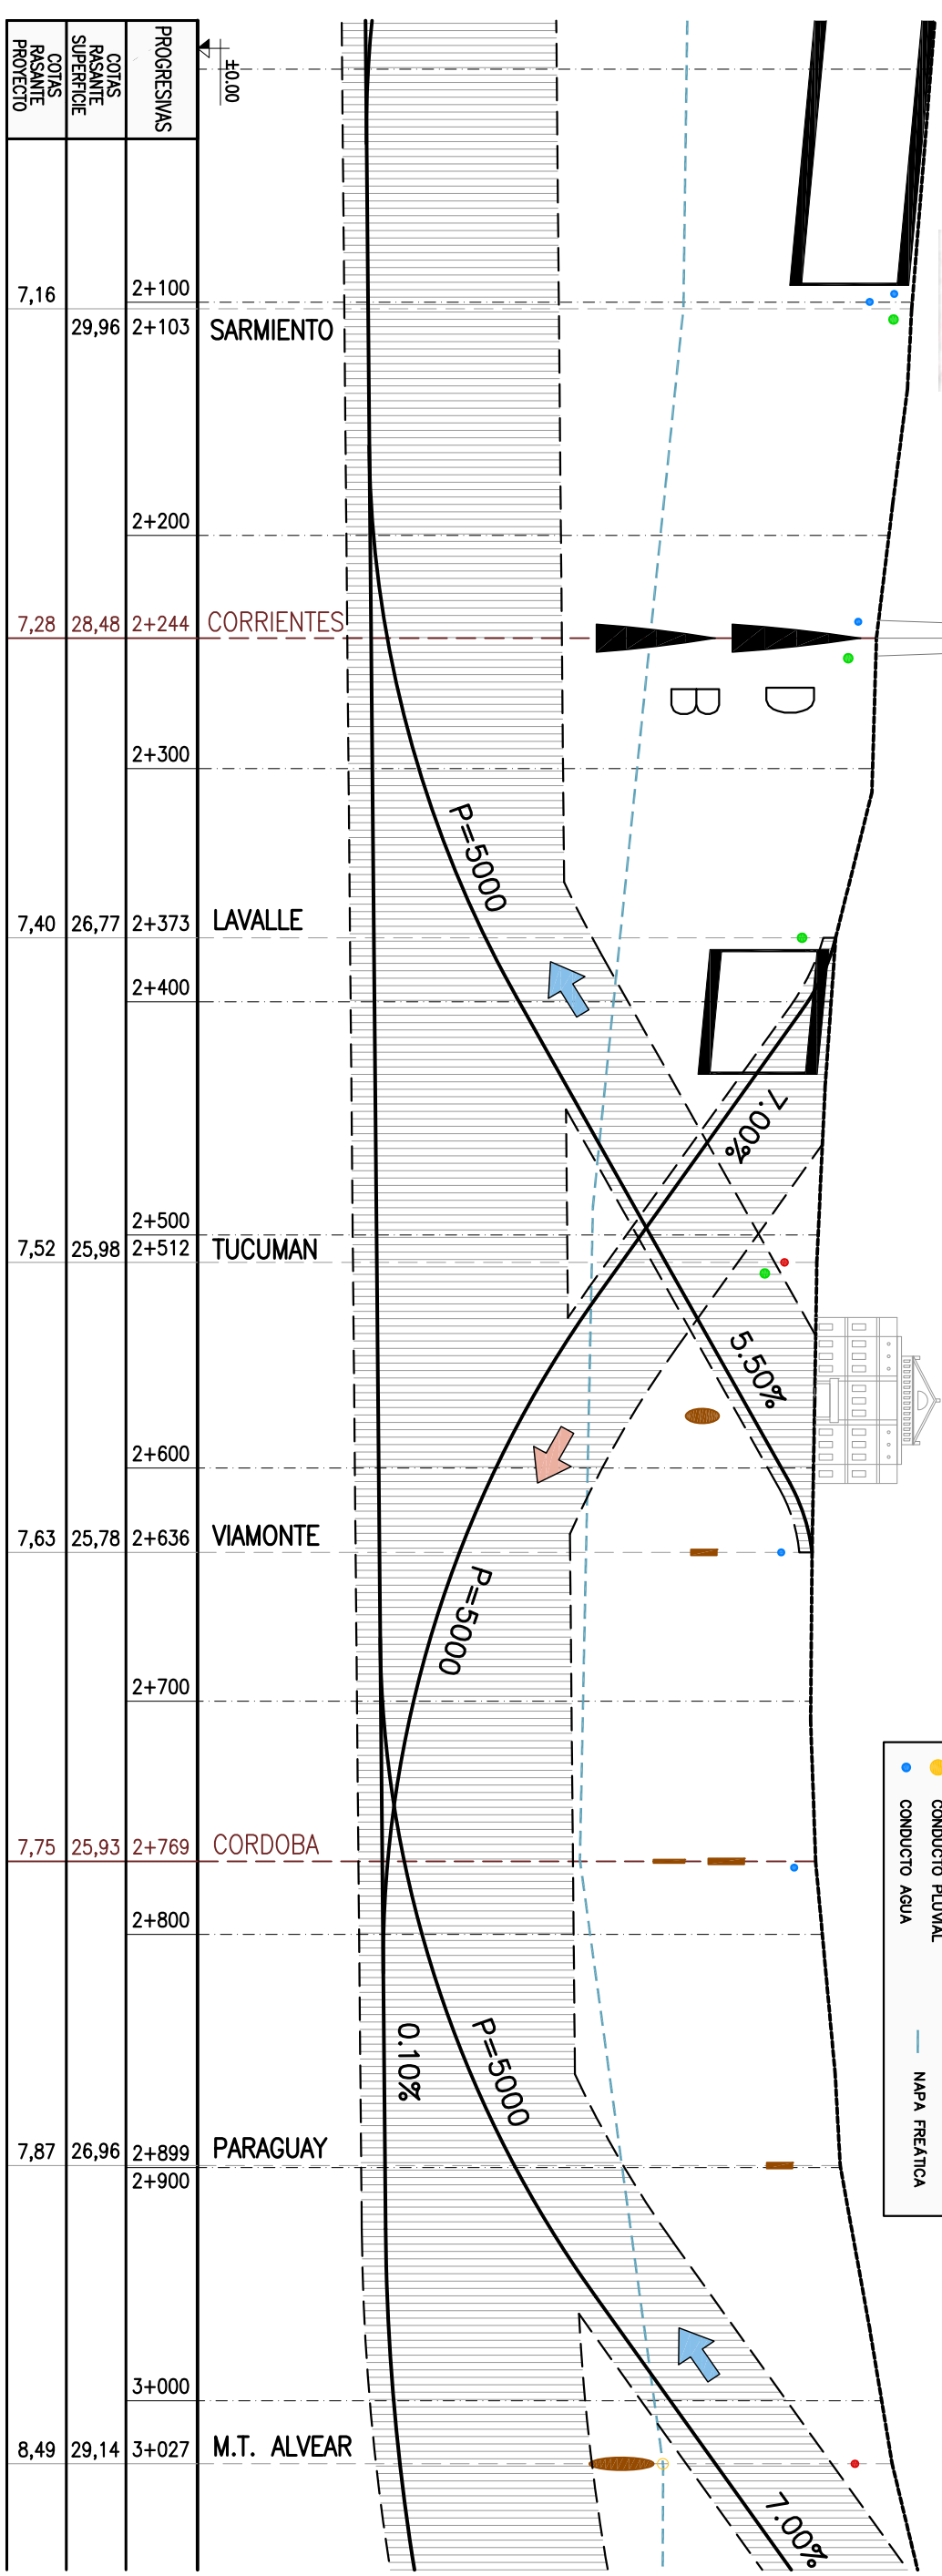 ±0.00
PROGRESIVAS
COTAS
RASANTE
SUPERFICIE
COTAS
RASANTE
PROYECTO
7,16
2+100
29,96 2+103 SARMIENTO
2+200
7,28 28,48 2+244 CORRIENTES
B D
2+300
P=5000
7,40 26,77 2+373 LAVALLE
2+400
7.00%
2+500
7,52 25,98 2+512 TUCUMAN
5.50%
2+600
7,63 25,78 2+636 VIAMONTE
P=5000
2+700
CONDUCTO PLUVIAL
CONDUCTO AGUA
NAPA FREÁTICA
7,75 25,93 2+769 CORDOBA
2+800
0.10%
P=5000
7,87 26,96 2+899 PARAGUAY
2+900
3+000
8,49 29,14 3+027 M.T. ALVEAR
7.00%